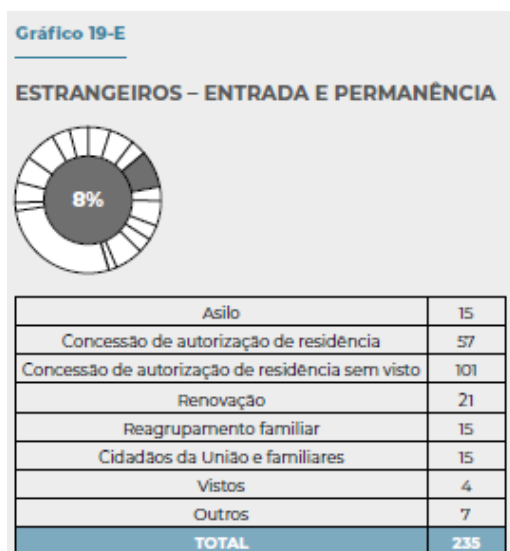 Gráfico 19-E
ESTRANGEIROS – ENTRADA E PERMANÊNCIA
8%
Asilo 15
Concessão de autorização de residência 57
Concessão de autorização de residência sem visto 101
Renovação 21
Reagrupamento familiar 15
Cidadãos da União e familiares 15
Vistos 4
Outros 7
TOTAL 235